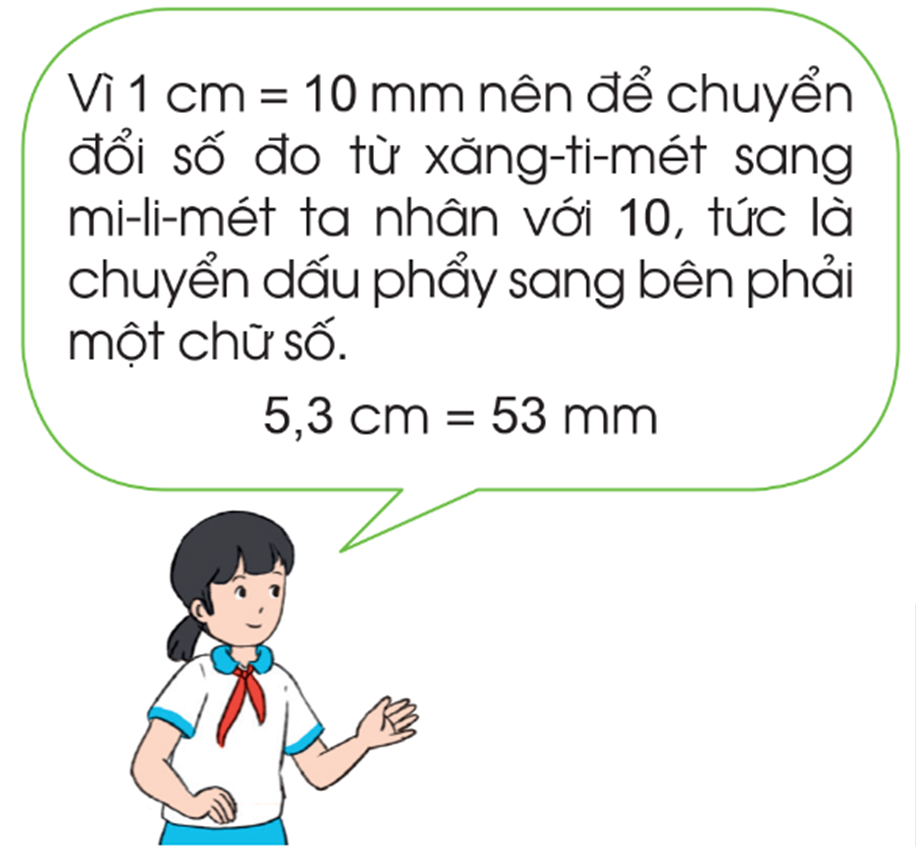 Vì 1 cm = 10 mm nên để chuyển
đổi số đo từ xăng-ti-mét sang
mi-li-mét ta nhân với 10, tức là
chuyển dấu phẩy sang bên phải
một chữ số.
5,3 cm = 53 mm